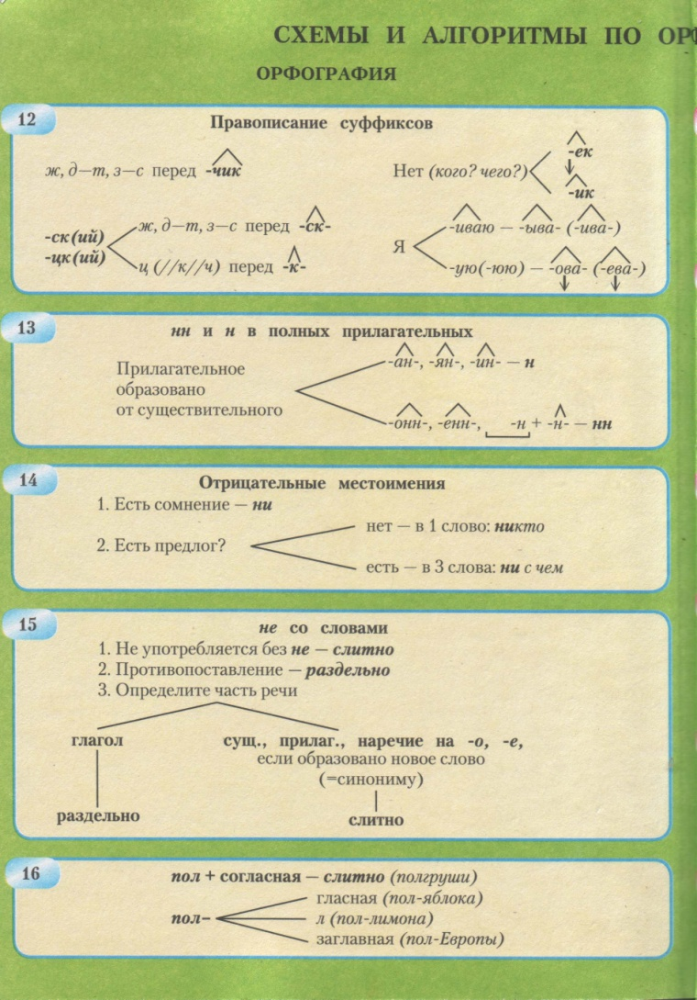 СХЕМЫ И АЛГОРИТМЫ ПО ОРФ
ОРФОГРАФИЯ
12
Правописание суффиксов
ж, д—т, з—с перед -чик
-ск(ий)
-цк(ий)
ж, д—т, з—с перед -ск-
ц (//к//ч) перед -к-
Нет (кого? чего?)
-ек
-ик
Я
-иваю — -ыва- (-ива-)
-ую(-юю) — -ова- (-ева-)
13
нн и н в полных прилагательных
Прилагательное
образовано
от существительного
-ан-, -ян-, -ин- — н
-онн-, -енн-, -н + -н- — нн
14
Отрицательные местоимения
1. Есть сомнение — ни
2. Есть предлог?
нет — в 1 слово: никто
есть — в 3 слова: ни с чем
15
не со словами
1. Не употребляется без не — слитно
2. Противопоставление — раздельно
3. Определите часть речи
глагол
раздельно
сущ., прилаг., наречие на -о, -е,
если образовано новое слово
(=синониму)
слитно
16
пол + согласная — слитно (полгруши)
пол-
гласная (пол-яблока)
л (пол-лимона)
заглавная (пол-Европы)